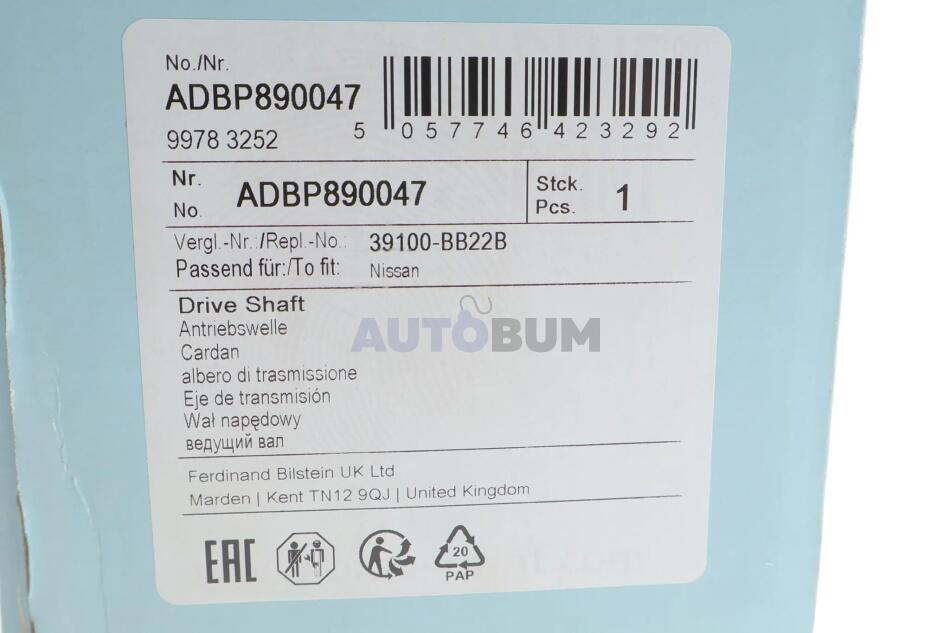 No./Nr.
ADBP890047
9978 3252
5 057746 423292
Nr.
No. ADBP890047
Stck.
Pcs. 1
Vergl.-Nr.:/Repl.-No.: 39100-BB22B
Passend für:/To fit: Nissan
Drive Shaft
Antriebswelle
Cardan
albero di trasmissione
Eje de transmisión
Wał napędowy
ведущий вал
AUTOBUM
Ferdinand Bilstein UK Ltd
Marden | Kent TN12 9QJ | United Kingdom
EAC
20
PAP